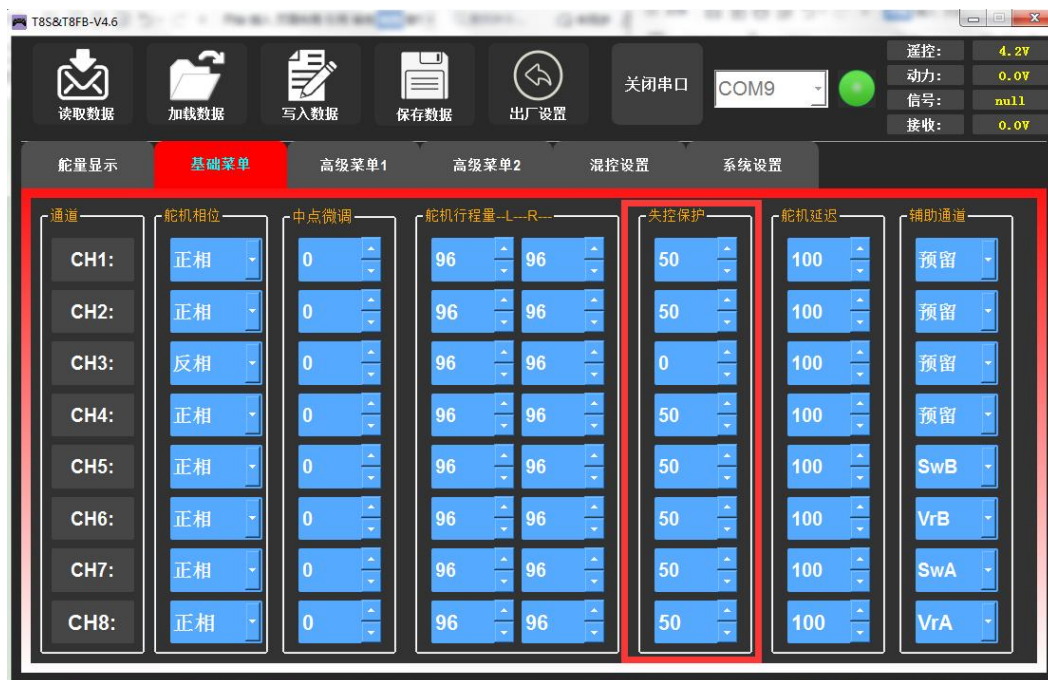 T8S&T8FB-V4.6
读取数据 加载数据 写入数据 保存数据 出厂设置 关闭串口 COM9
遥控: 4.2V
动力: 0.0V
信号: null
接收: 0.0V
舵量显示 基础菜单 高级菜单1 高级菜单2 混控设置 系统设置
通道 舵机相位 中点微调 舵机行程量--L---R--- 失控保护 舵机延迟 辅助通道
CH1: 正相 0 96 96 50 100 预留
CH2: 正相 0 96 96 50 100 预留
CH3: 反相 0 96 96 0 100 预留
CH4: 正相 0 96 96 50 100 预留
CH5: 正相 0 96 96 50 100 SwB
CH6: 正相 0 96 96 50 100 VrB
CH7: 正相 0 96 96 50 100 SwA
CH8: 正相 0 96 96 50 100 VrA